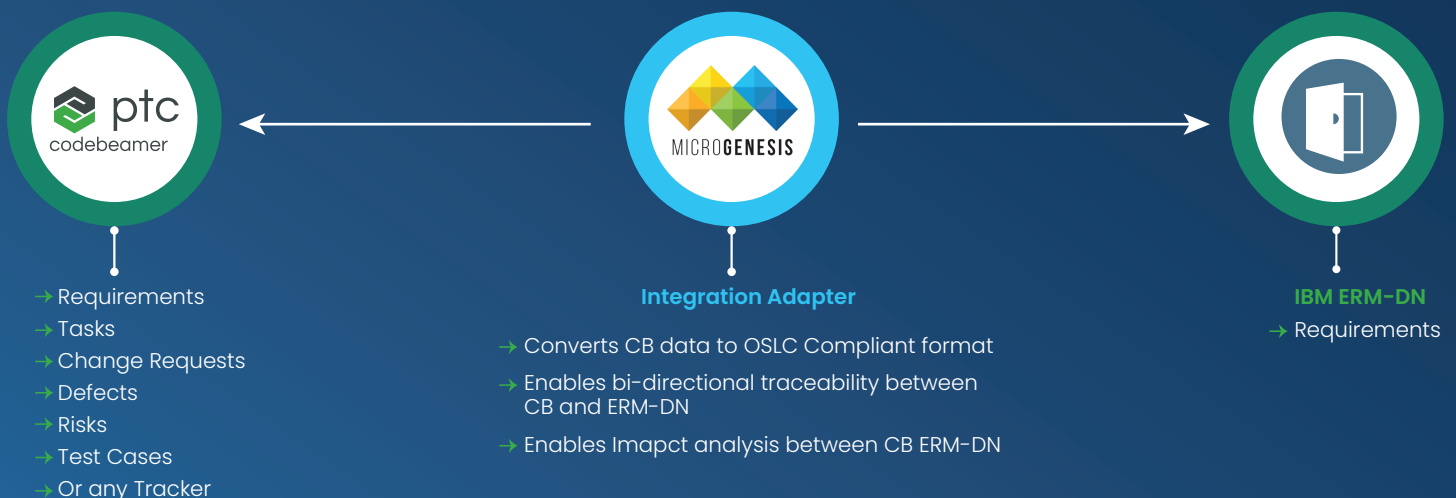 ptc
codebeamer
MICROGENESIS
Requirements
Tasks
Change Requests
Defects
Risks
Test Cases
Or any Tracker
Integration Adapter
Converts CB data to OSLC Compliant format
Enables bi-directional traceability between
CB and ERM-DN
Enables Imapct analysis between CB ERM-DN
IBM ERM-DN
Requirements